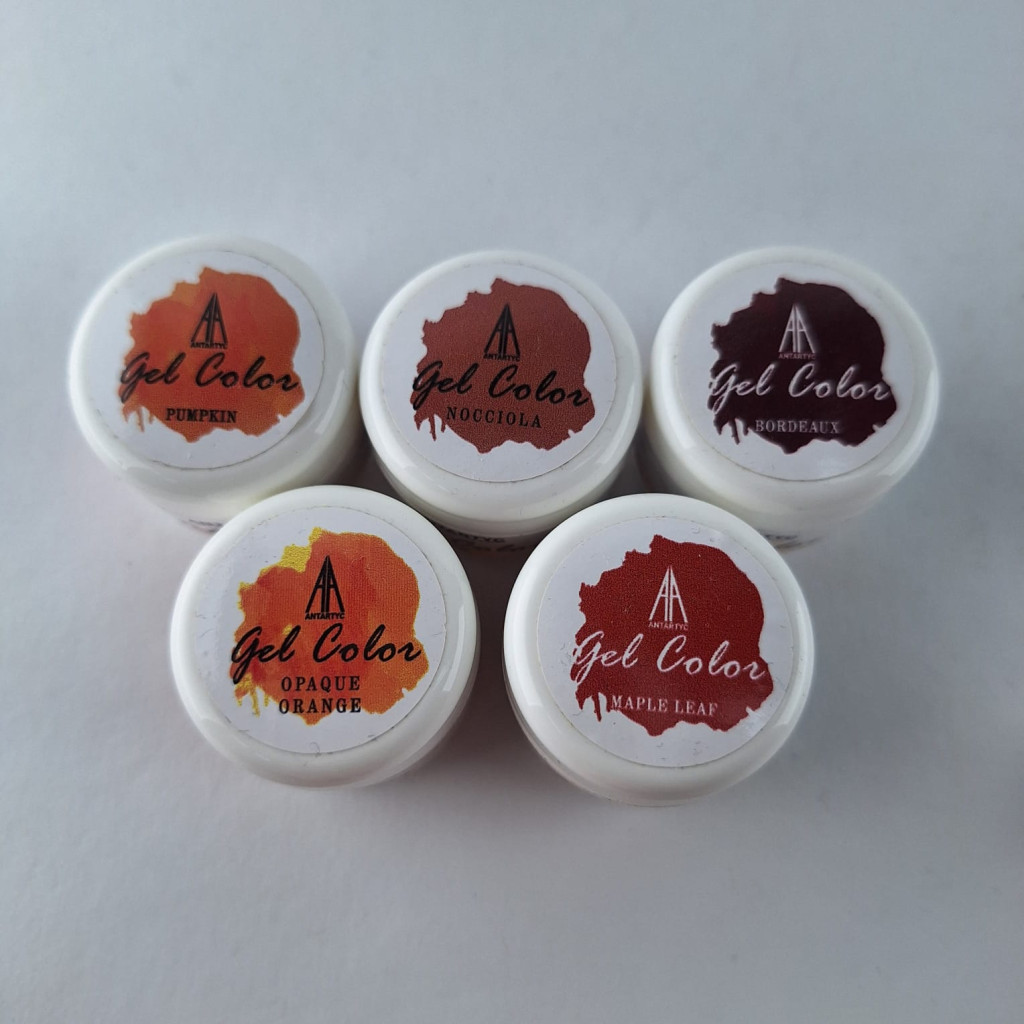 ANTARTYC
Gel Color
PUMPKIN
ANTARTYC
Gel Color
NOCCIOLA
ANTARTYC
Gel Color
BORDEAUX
ANTARTYC
Gel Color
OPAQUE
ORANGE
ANTARTYC
Gel Color
MAPLE LEAF